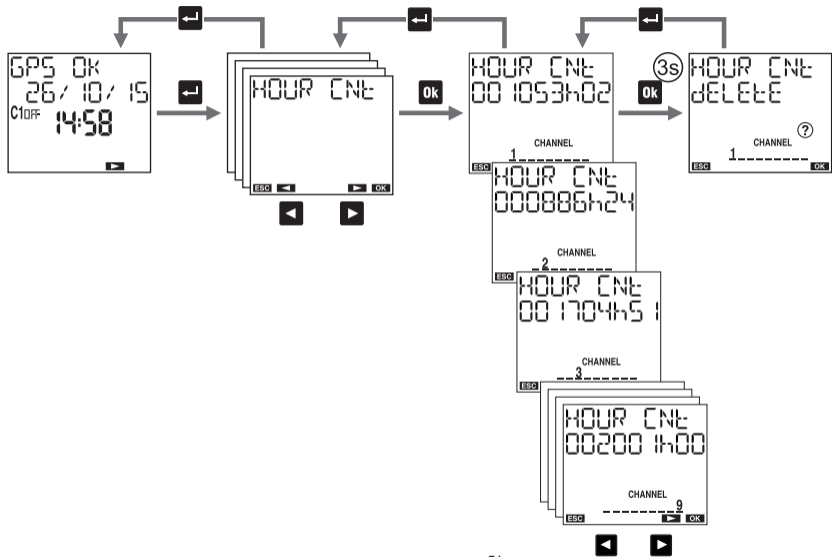 GPS OK
26/10/15
C1OFF 14:58
HOUR CNt
ESC OK
Ok
HOUR CNt
001053h02
CHANNEL
1
ESC
3s
Ok
HOUR CNt
dELEtE
?
CHANNEL
1
ESC OK
HOUR CNt
000886h24
CHANNEL
2
ESC
HOUR CNt
001704h51
CHANNEL
3
ESC
HOUR CNt
002001h00
CHANNEL
9
ESC OK